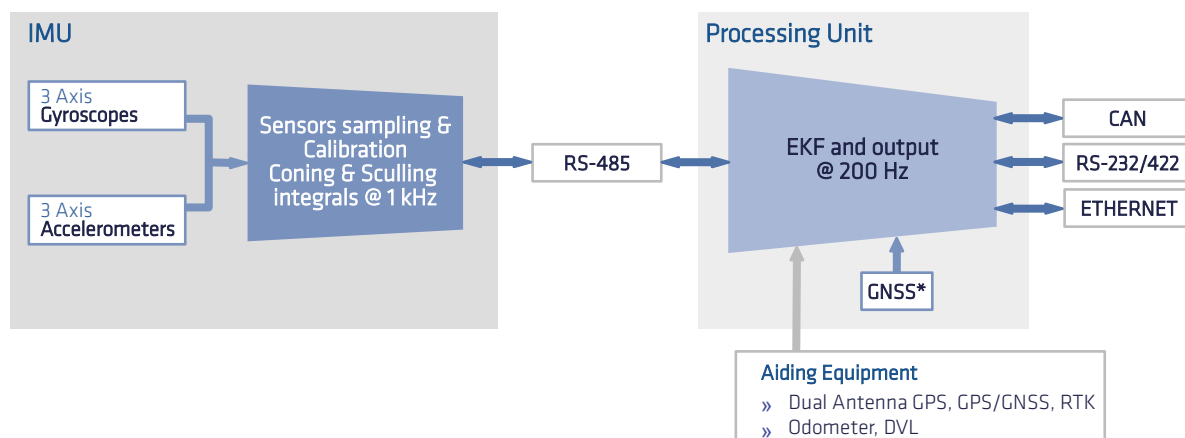 IMU
3 Axis
Gyroscopes
3 Axis
Accelerometers
Sensors sampling &
Calibration
Coning & Sculling
integrals @ 1 kHz
RS-485
Processing Unit
EKF and output
@ 200 Hz
CAN
RS-232/422
ETHERNET
GNSS*
Aiding Equipment
» Dual Antenna GPS, GPS/GNSS, RTK
» Odometer, DVL